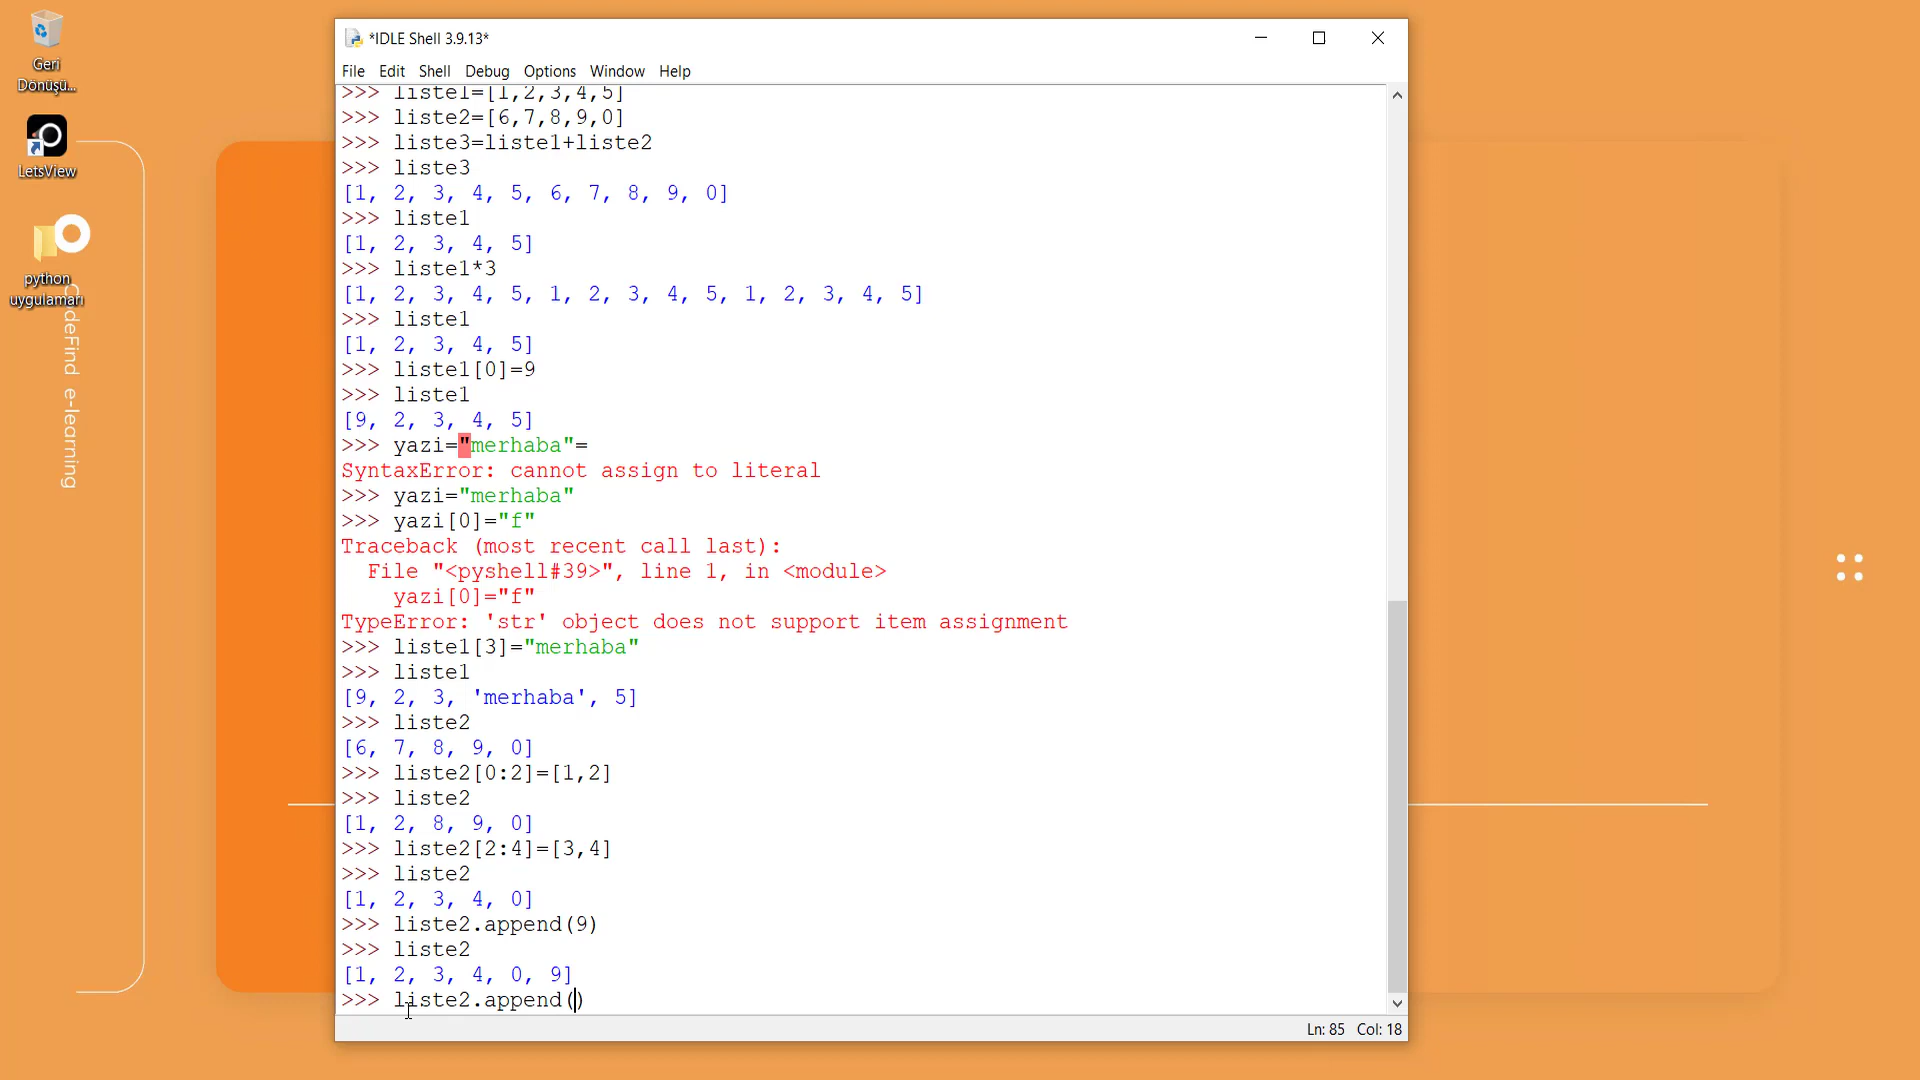 Geri
Dönüşü...
LetsView
python
uygulamarı
deFind e-learning
*IDLE Shell 3.9.13*
File Edit Shell Debug Options Window Help
>>> liste1=[1,2,3,4,5]
>>> liste2=[6,7,8,9,0]
>>> liste3=liste1+liste2
>>> liste3
[1, 2, 3, 4, 5, 6, 7, 8, 9, 0]
>>> liste1
[1, 2, 3, 4, 5]
>>> liste1*3
[1, 2, 3, 4, 5, 1, 2, 3, 4, 5, 1, 2, 3, 4, 5]
>>> liste1
[1, 2, 3, 4, 5]
>>> liste1[0]=9
>>> liste1
[9, 2, 3, 4, 5]
>>> yazi="merhaba"=
SyntaxError: cannot assign to literal
>>> yazi="merhaba"
>>> yazi[0]="f"
Traceback (most recent call last):
  File "<pyshell#39>", line 1, in <module>
    yazi[0]="f"
TypeError: 'str' object does not support item assignment
>>> liste1[3]="merhaba"
>>> liste1
[9, 2, 3, 'merhaba', 5]
>>> liste2
[6, 7, 8, 9, 0]
>>> liste2[0:2]=[1,2]
>>> liste2
[1, 2, 8, 9, 0]
>>> liste2[2:4]=[3,4]
>>> liste2
[1, 2, 3, 4, 0]
>>> liste2.append(9)
>>> liste2
[1, 2, 3, 4, 0, 9]
>>> liste2.append()
Ln: 85 Col: 18